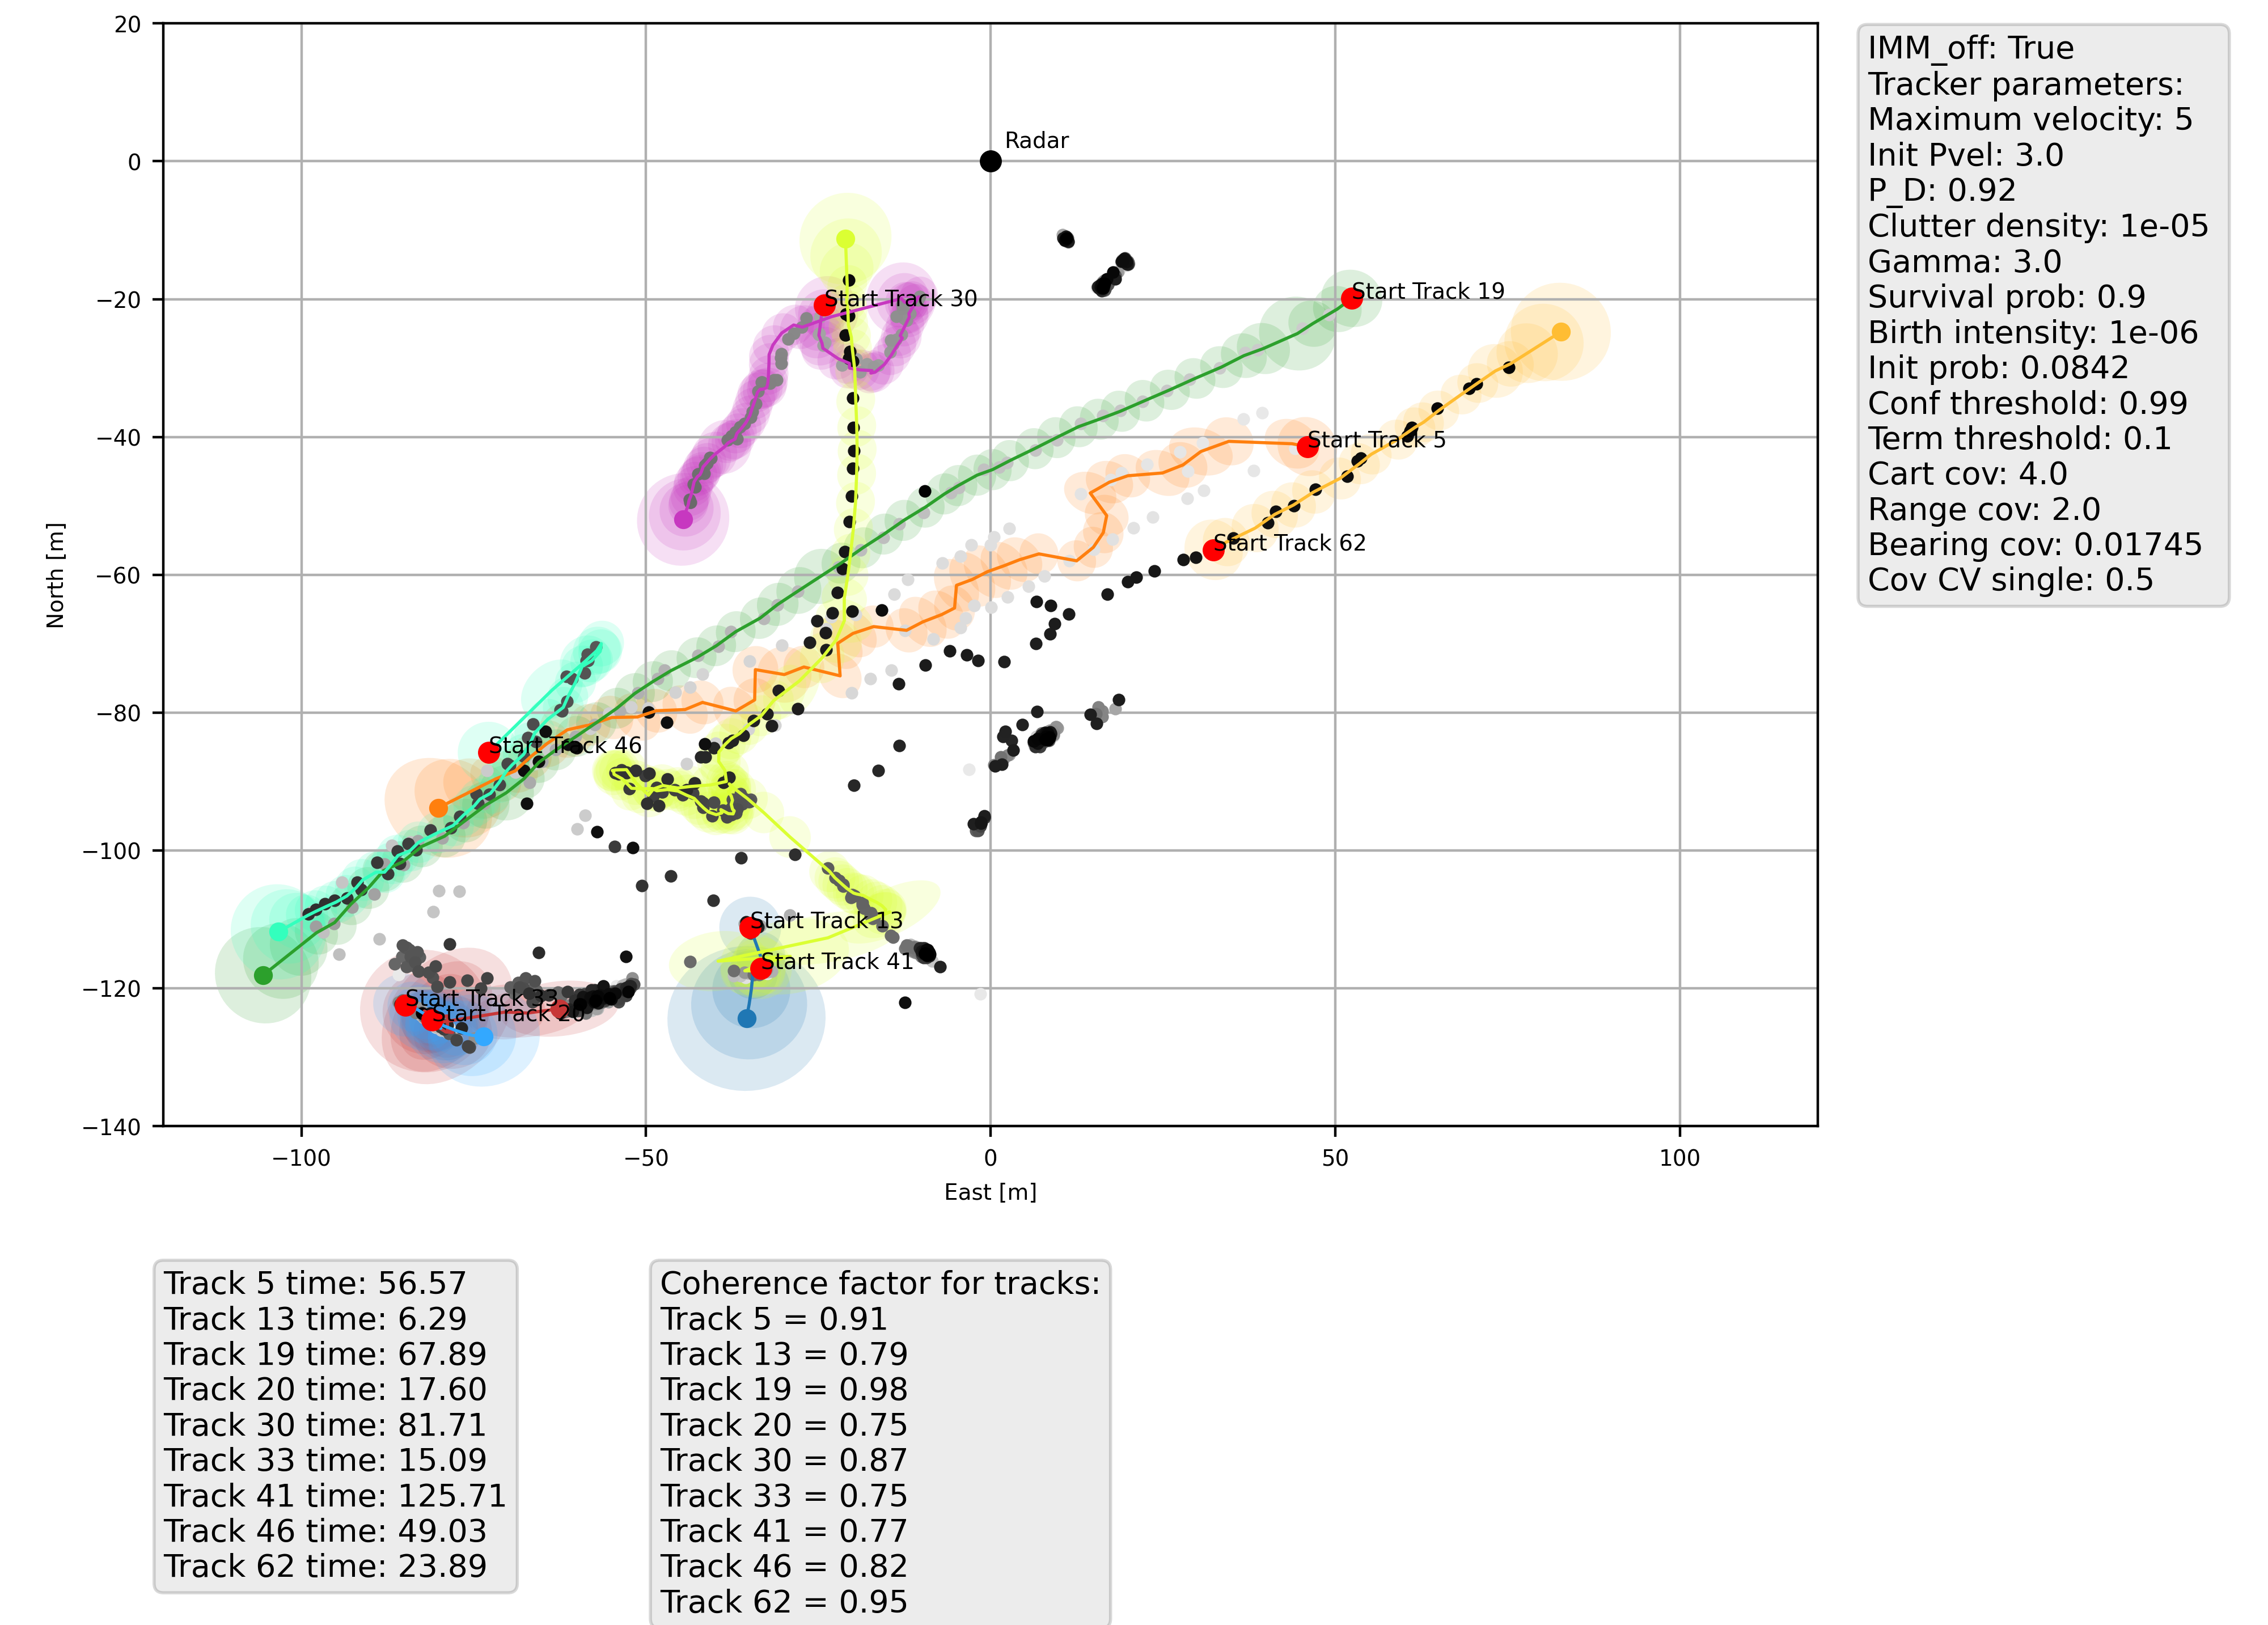 20
0
−20
−40
−60
−80
−100
−120
−140
−100
−50
0
50
100
North [m]
East [m]
Radar
Start Track 30
Start Track 19
Start Track 5
Start Track 62
Start Track 46
Start Track 13
Start Track 41
Start Track 33
Start Track 20
IMM_off: True
Tracker parameters:
Maximum velocity: 5
Init Pvel: 3.0
P_D: 0.92
Clutter density: 1e-05
Gamma: 3.0
Survival prob: 0.9
Birth intensity: 1e-06
Init prob: 0.0842
Conf threshold: 0.99
Term threshold: 0.1
Cart cov: 4.0
Range cov: 2.0
Bearing cov: 0.01745
Cov CV single: 0.5
Track 5 time: 56.57
Track 13 time: 6.29
Track 19 time: 67.89
Track 20 time: 17.60
Track 30 time: 81.71
Track 33 time: 15.09
Track 41 time: 125.71
Track 46 time: 49.03
Track 62 time: 23.89
Coherence factor for tracks:
Track 5 = 0.91
Track 13 = 0.79
Track 19 = 0.98
Track 20 = 0.75
Track 30 = 0.87
Track 33 = 0.75
Track 41 = 0.77
Track 46 = 0.82
Track 62 = 0.95